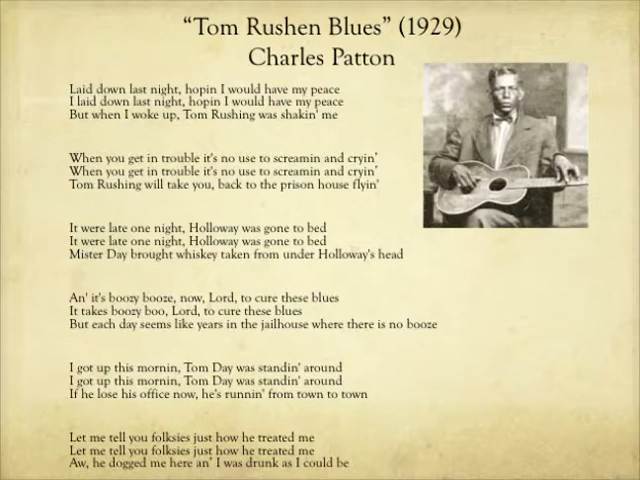 “Tom Rushen Blues” (1929)
Charles Patton
Laid down last night, hopin I would have my peace
I laid down last night, hopin I would have my peace
But when I woke up, Tom Rushing was shakin' me
When you get in trouble it's no use to screamin and cryin’
When you get in trouble it's no use to screamin and cryin’
Tom Rushing will take you, back to the prison house flyin'
It were late one night, Holloway was gone to bed
It were late one night, Holloway was gone to bed
Mister Day brought whiskey taken from under Holloway's head
An' it's boozy booze, now, Lord, to cure these blues
It takes boozy boo, Lord, to cure these blues
But each day seems like years in the jailhouse where there is no booze
I got up this mornin, Tom Day was standin' around
I got up this mornin, Tom Day was standin' around
If he lose his office now, he's runnin' from town to town
Let me tell you folksies just how he treated me
Let me tell you folksies just how he treated me
Aw, he dogged me here an’ I was drunk as I could be